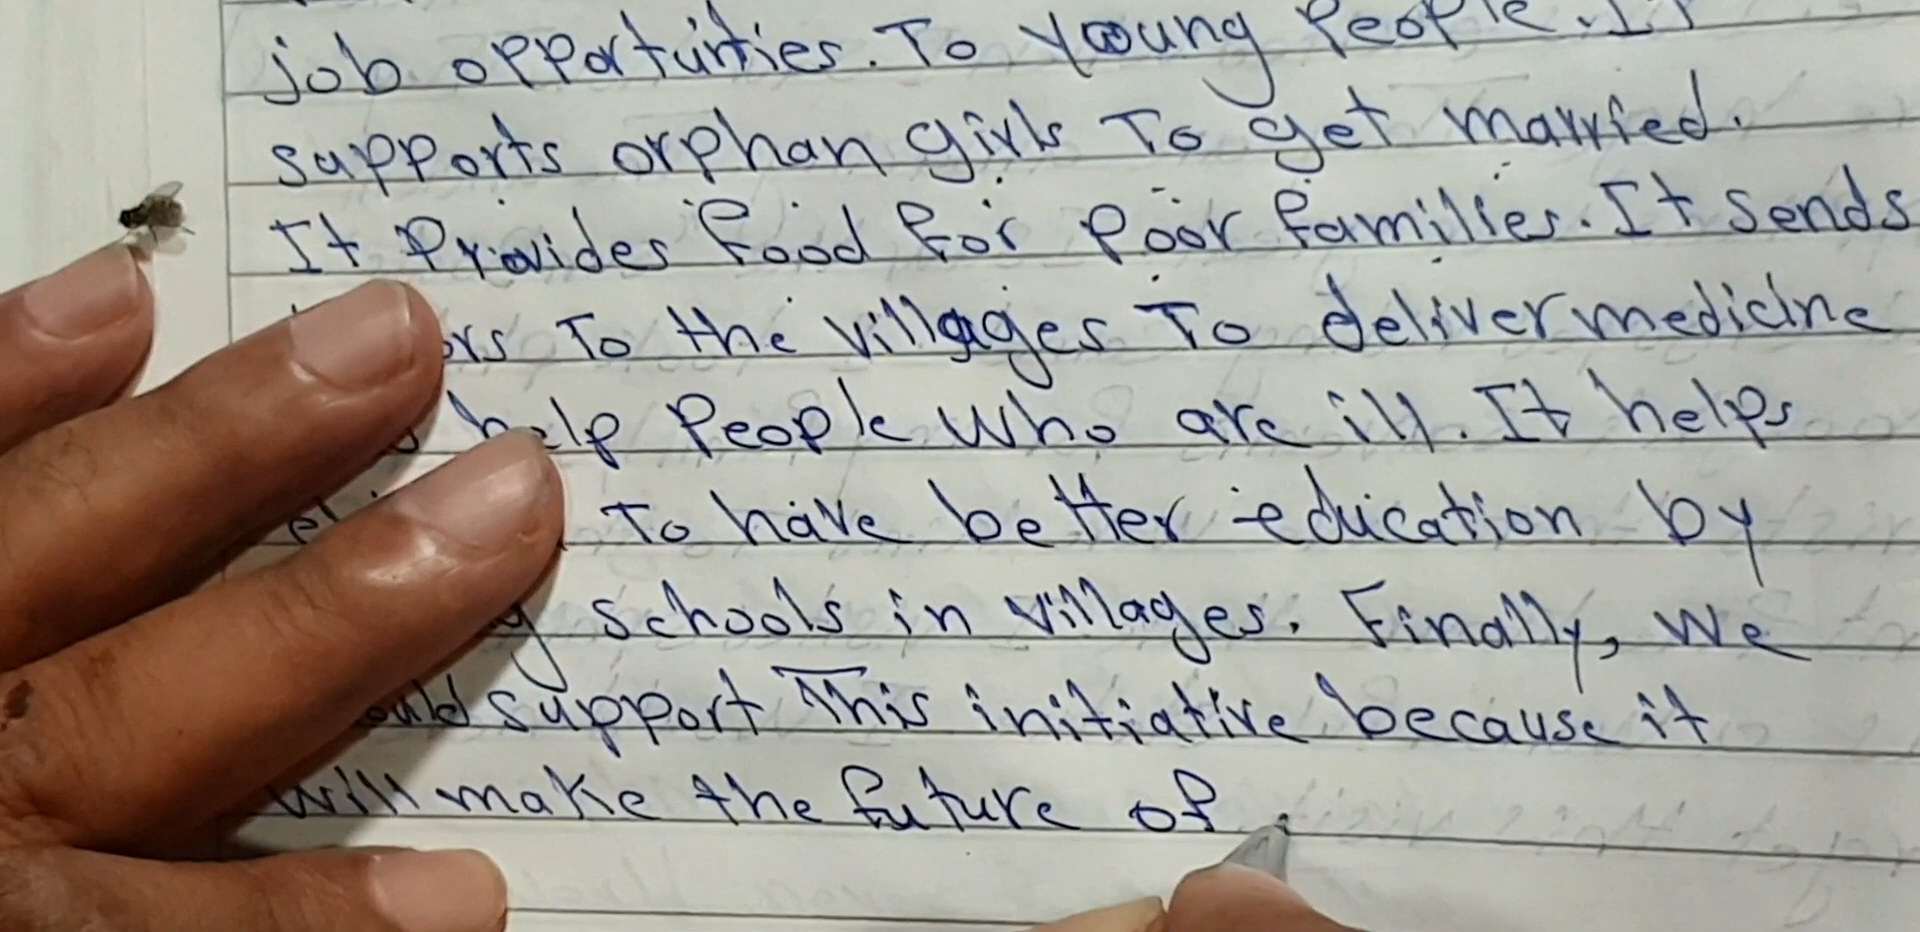 job opportunities. To young People. It
supports orphan girls To get married.
It Provides food for Poor families. It sends
To the villages To deliver medicine
help People who are ill. It helps
To have better education by
schools in villages. Finally, we
support This initiative because it
will make the future of